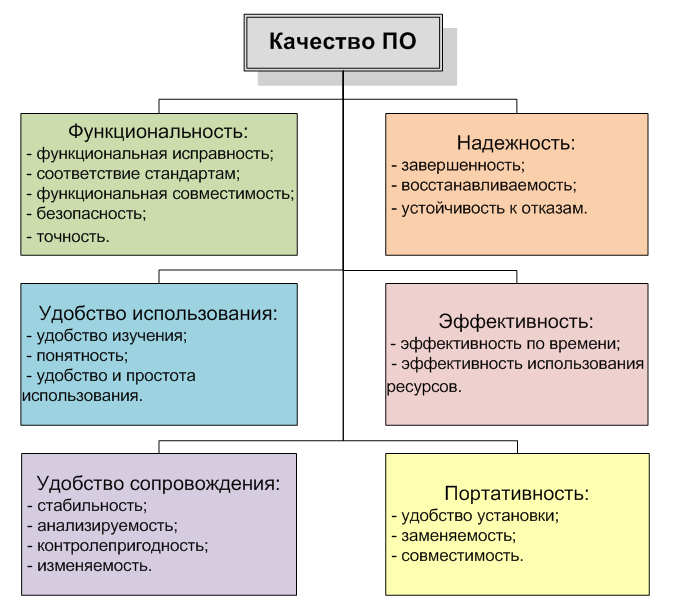 Качество ПО
Функциональность:
- функциональная исправность;
- соответствие стандартам;
- функциональная совместимость;
- безопасность;
- точность.
Надежность:
- завершенность;
- восстанавливаемость;
- устойчивость к отказам.
Удобство использования:
- удобство изучения;
- понятность;
- удобство и простота
использования.
Эффективность:
- эффективность по времени;
- эффективность использования
ресурсов.
Удобство сопровождения:
- стабильность;
- анализируемость;
- контролепригодность;
- изменяемость.
Портативность:
- удобство установки;
- заменяемость;
- совместимость.